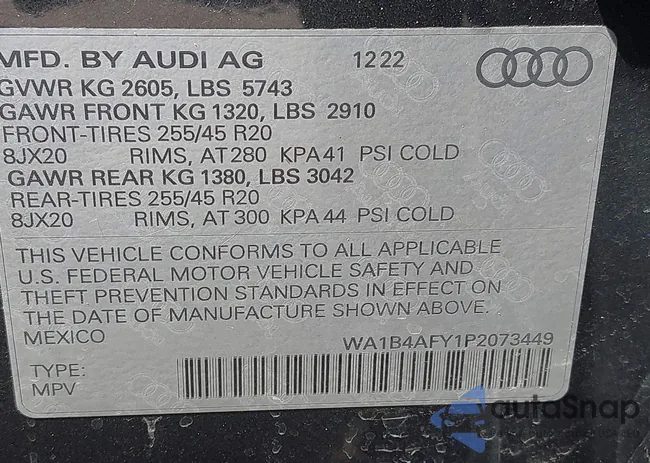 MFD. BY AUDI AG 12 22
GVWR KG 2605, LBS 5743
GAWR FRONT KG 1320, LBS 2910
FRONT-TIRES 255/45 R20
8JX20 RIMS, AT 280 KPA 41 PSI COLD
GAWR REAR KG 1380, LBS 3042
REAR-TIRES 255/45 R20
8JX20 RIMS, AT 300 KPA 44 PSI COLD
THIS VEHICLE CONFORMS TO ALL APPLICABLE
U.S. FEDERAL MOTOR VEHICLE SAFETY AND
THEFT PREVENTION STANDARDS IN EFFECT ON
THE DATE OF MANUFACTURE SHOWN ABOVE.
MEXICO WA1B4AFY1P2073449
TYPE:
MPV
autoSnap